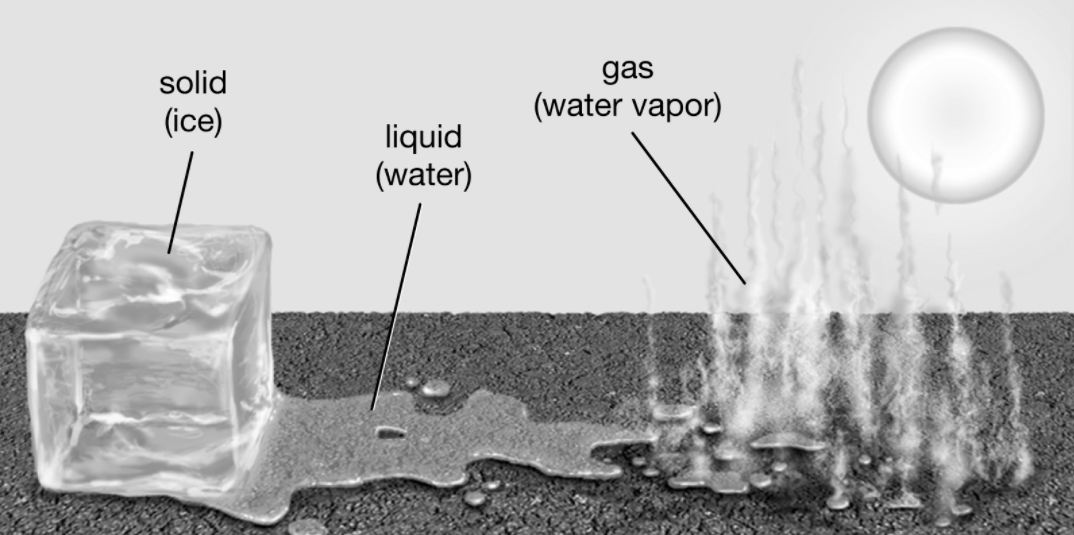 solid
(ice)
liquid
(water)
gas
(water vapor)